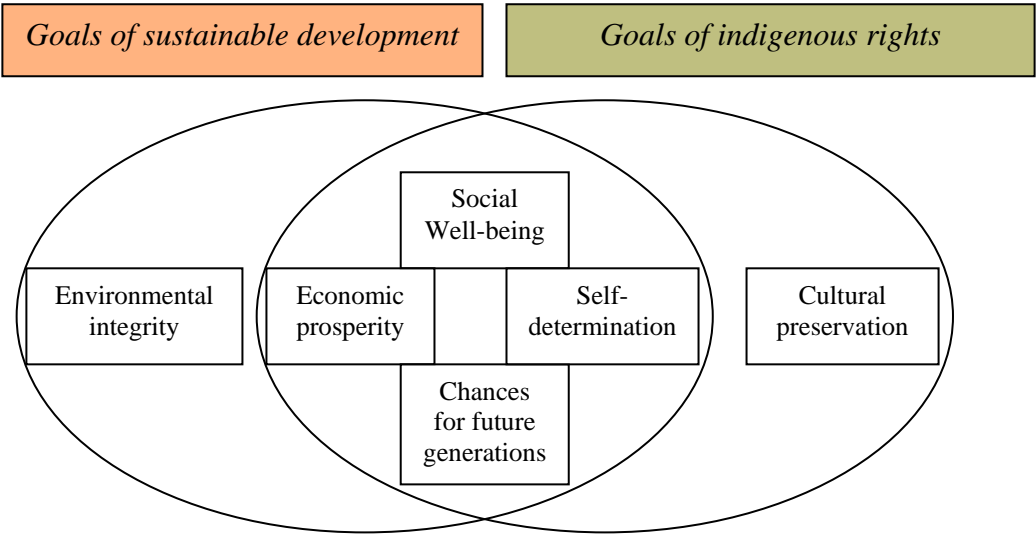 Goals of sustainable development
Goals of indigenous rights
Social
Well-being
Environmental
integrity
Economic
prosperity
Self-
determination
Cultural
preservation
Chances
for future
generations